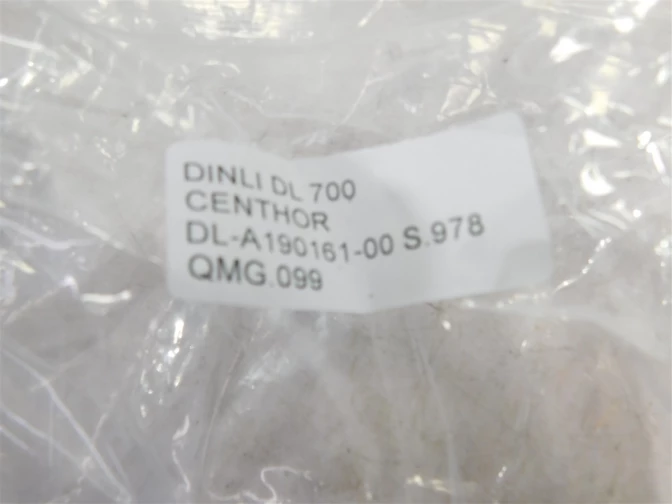 DINLI DL 700
CENTHOR
DL-A190161-00 S.978
QMG.099